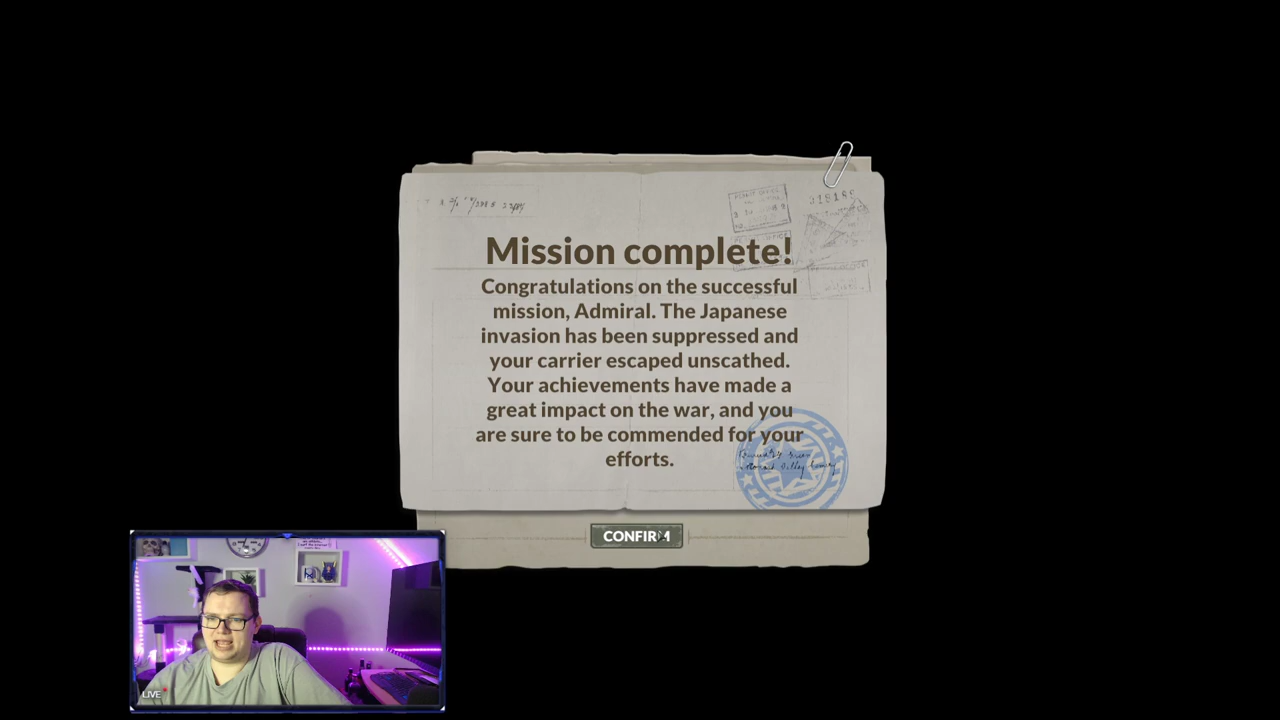 Mission complete!
Congratulations on the successful
mission, Admiral. The Japanese
invasion has been suppressed and
your carrier escaped unscathed.
Your achievements have made a
great impact on the war, and you
are sure to be commended for your
efforts.
CONFIRM
LIVE